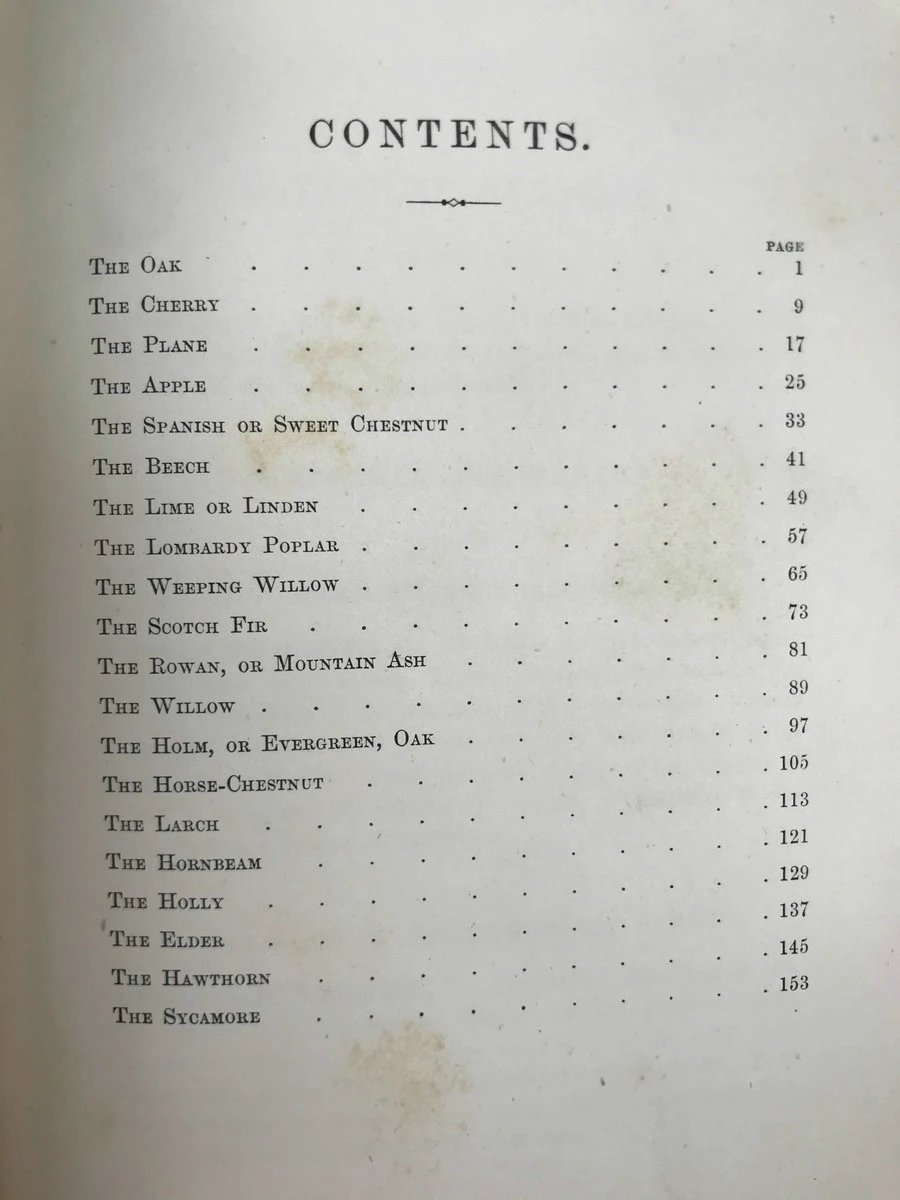 CONTENTS.
PAGE
THE OAK . . . . . . . . . . . 1
THE CHERRY . . . . . . . . . . . 9
THE PLANE . . . . . . . . . . . 17
THE APPLE . . . . . . . . . . . 25
THE SPANISH OR SWEET CHESTNUT . . . . . . . 33
THE BEECH . . . . . . . . . . . 41
THE LIME OR LINDEN . . . . . . . . . 49
THE LOMBARDY POPLAR . . . . . . . . . 57
THE WEEPING WILLOW . . . . . . . . . 65
THE SCOTCH FIR . . . . . . . . . . 73
THE ROWAN, OR MOUNTAIN ASH . . . . . . . 81
THE WILLOW . . . . . . . . . . . 89
THE HOLM, OR EVERGREEN, OAK . . . . . . . 97
THE HORSE-CHESTNUT . . . . . . . . . 105
THE LARCH . . . . . . . . . . . 113
THE HORNBEAM . . . . . . . . . . 121
THE HOLLY . . . . . . . . . . . 129
THE ELDER . . . . . . . . . . . 137
THE HAWTHORN . . . . . . . . . . 145
THE SYCAMORE . . . . . . . . . . 153